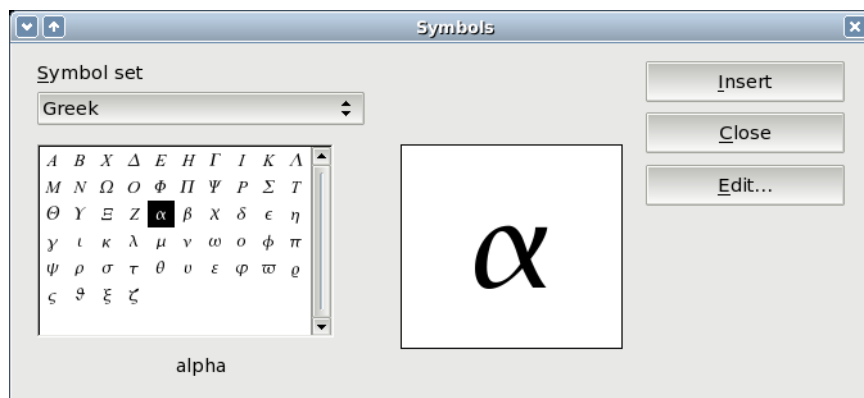 Symbols
Symbol set
Greek
Α Β Χ Δ Ε Η Γ Ι Κ Λ
Μ Ν Ω Ο Φ Π Ψ Ρ Σ Τ
Θ Υ Ξ Ζ α β χ δ ϵ η
γ ι κ λ μ ν ω ο ϕ π
ψ ρ σ τ θ υ ε φ ϖ ϱ
ς ϑ ξ ζ
alpha
α
Insert
Close
Edit...